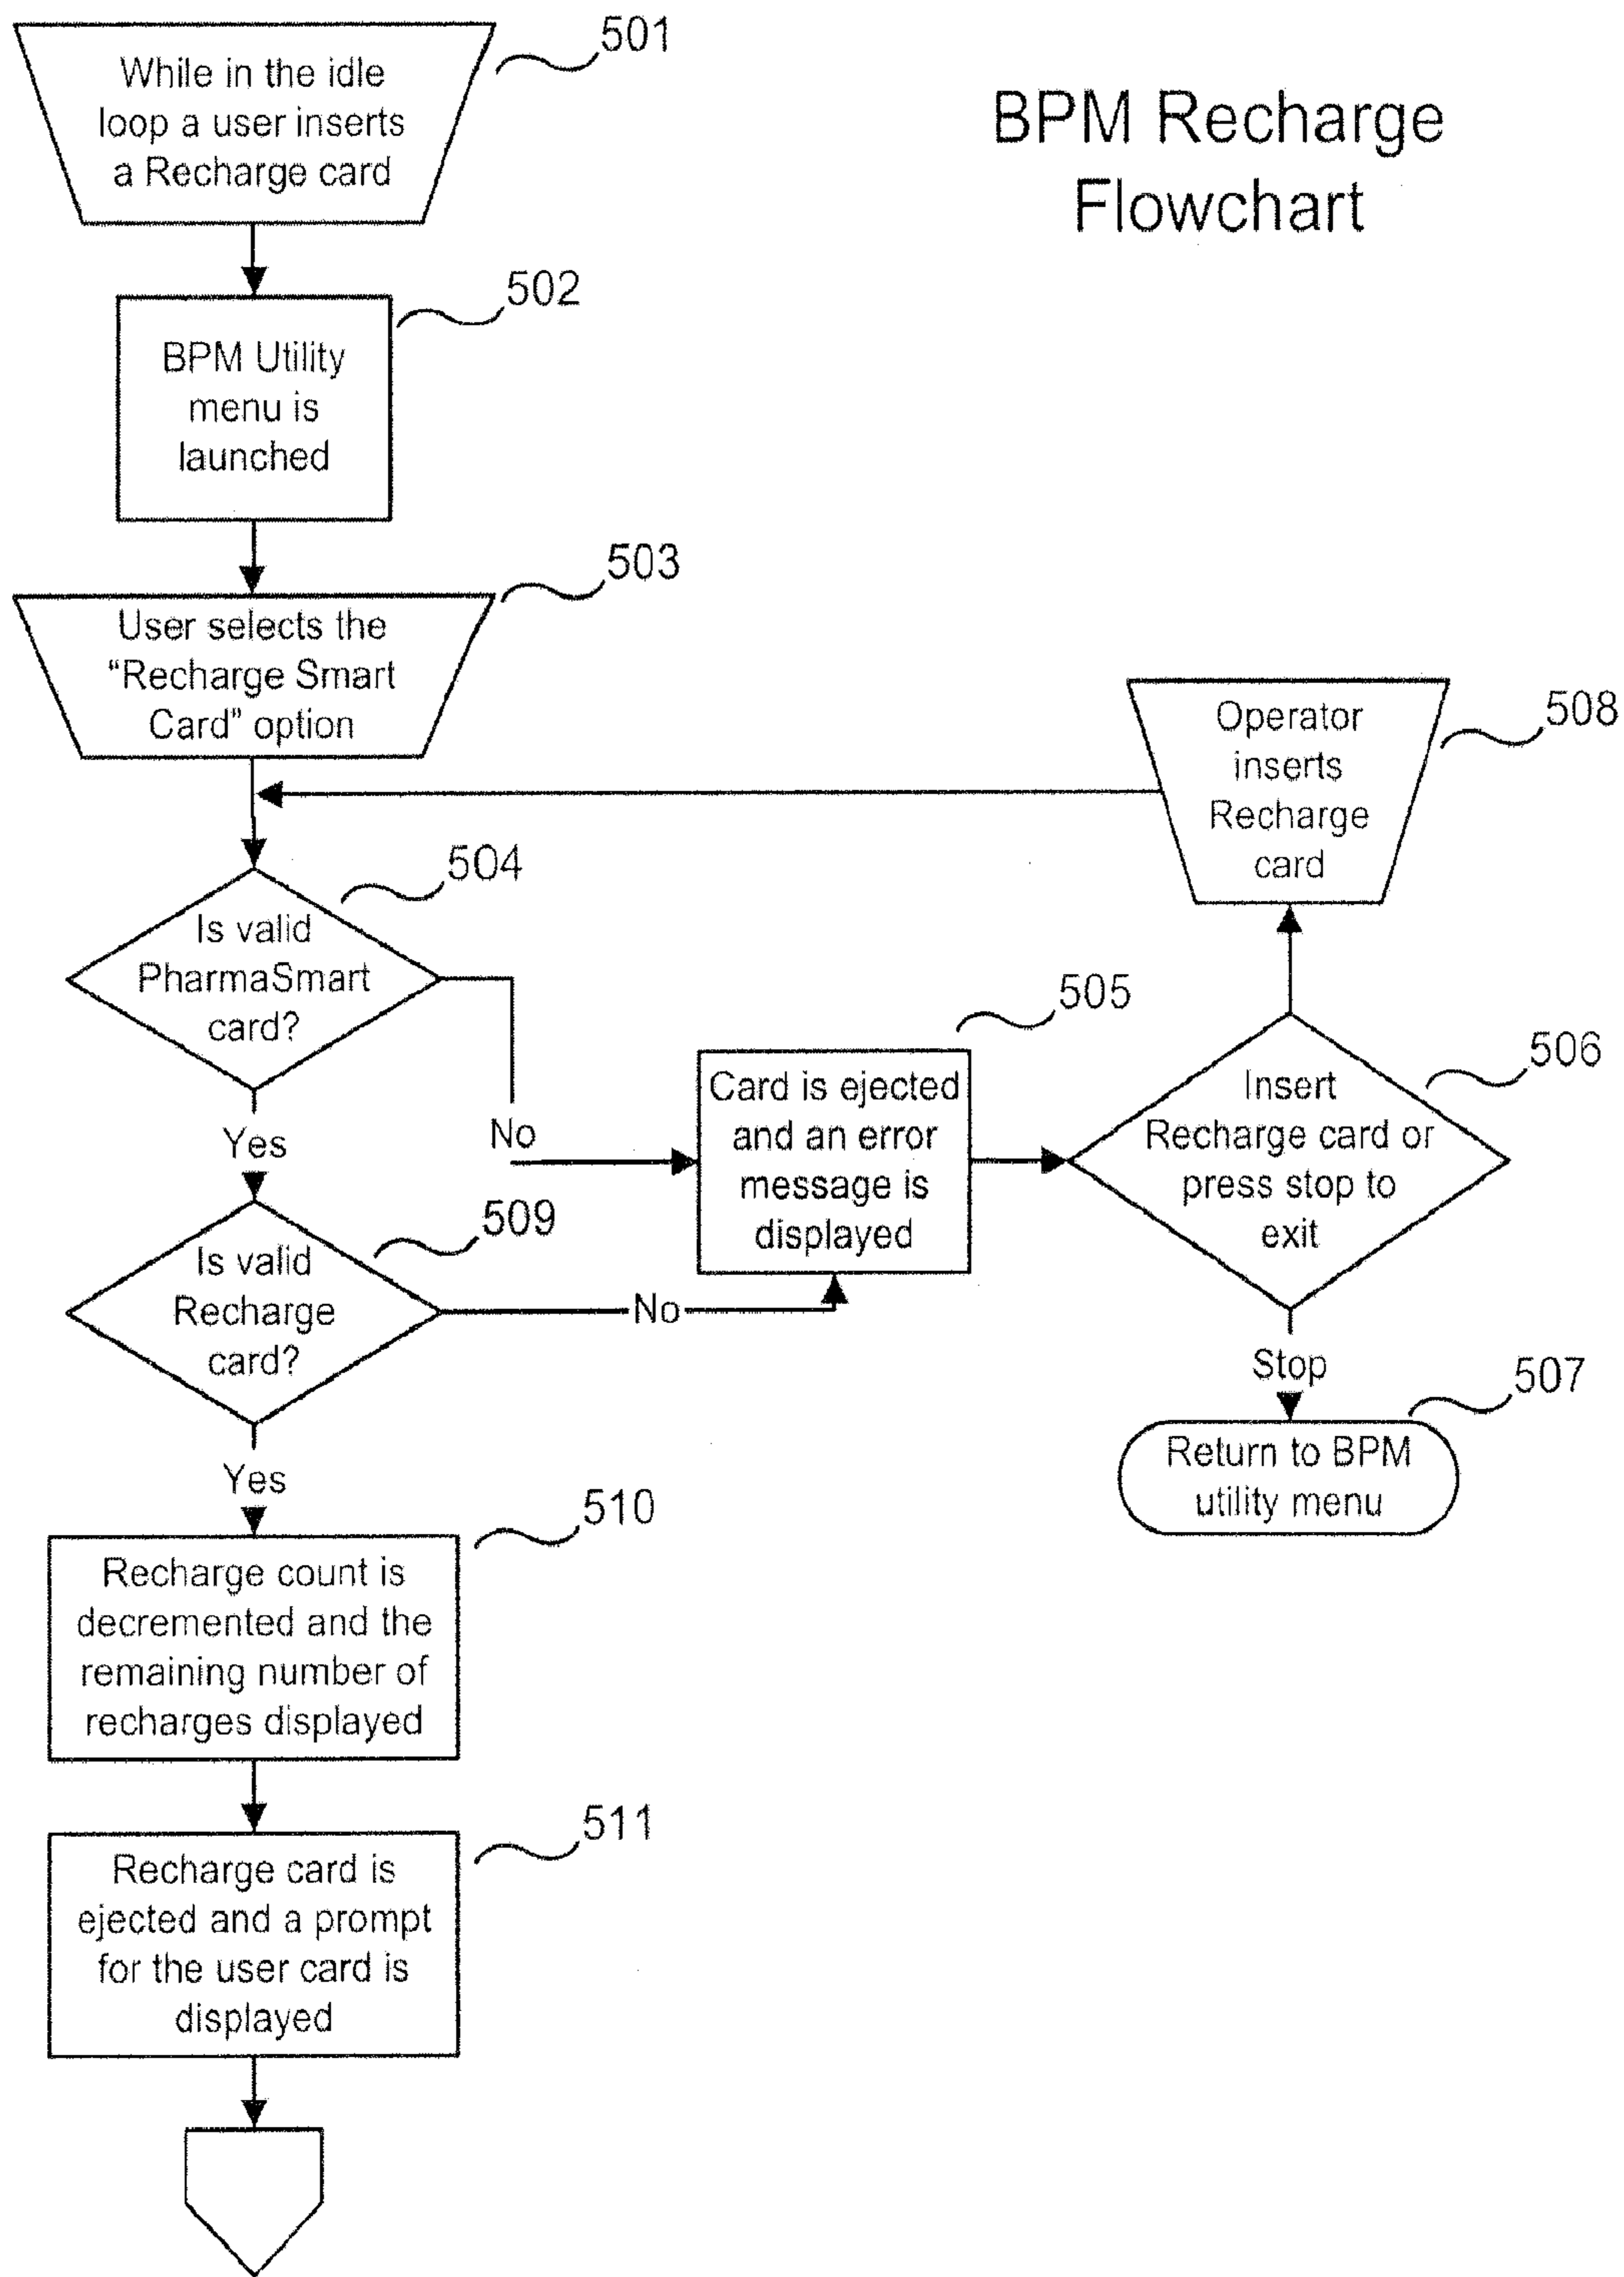 BPM Recharge
Flowchart
501
While in the idle
loop a user inserts
a Recharge card
502
BPM Utility
menu is
launched
503
User selects the
“Recharge Smart
Card” option
508
Operator
inserts
Recharge
card
504
Is valid
PharmaSmart
card?
Yes
No
505
Card is ejected
and an error
message is
displayed
506
Insert
Recharge card or
press stop to
exit
Stop
507
Return to BPM
utility menu
509
Is valid
Recharge
card?
No
Yes
510
Recharge count is
decremented and the
remaining number of
recharges displayed
511
Recharge card is
ejected and a prompt
for the user card is
displayed